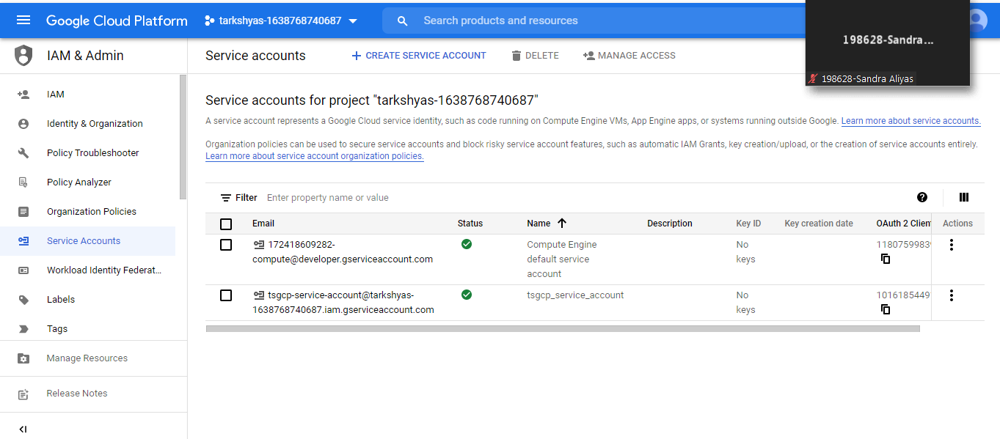 Google Cloud Platform
tarkshyas-1638768740687
Search products and resources
198628-Sandra...
198628-Sandra Aliyas
IAM & Admin
IAM
Identity & Organization
Policy Troubleshooter
Policy Analyzer
Organization Policies
Service Accounts
Workload Identity Federat...
Labels
Tags
Manage Resources
Release Notes
Service accounts
CREATE SERVICE ACCOUNT
DELETE
MANAGE ACCESS
Service accounts for project "tarkshyas-1638768740687"
A service account represents a Google Cloud service identity, such as code running on Compute Engine VMs, App Engine apps, or systems running outside Google. Learn more about service accounts.
Organization policies can be used to secure service accounts and block risky service account features, such as automatic IAM Grants, key creation/upload, or the creation of service accounts entirely.
Learn more about service account organization policies.
Filter Enter property name or value
Email Status Name Description Key ID Key creation date OAuth 2 Client Actions
172418609282-
compute@developer.gserviceaccount.com
Compute Engine
default service
account
No
keys
1180759983
tsgcp-service-account@tarkshyas-
1638768740687.iam.gserviceaccount.com
tsgcp_service_account
No
keys
101618544